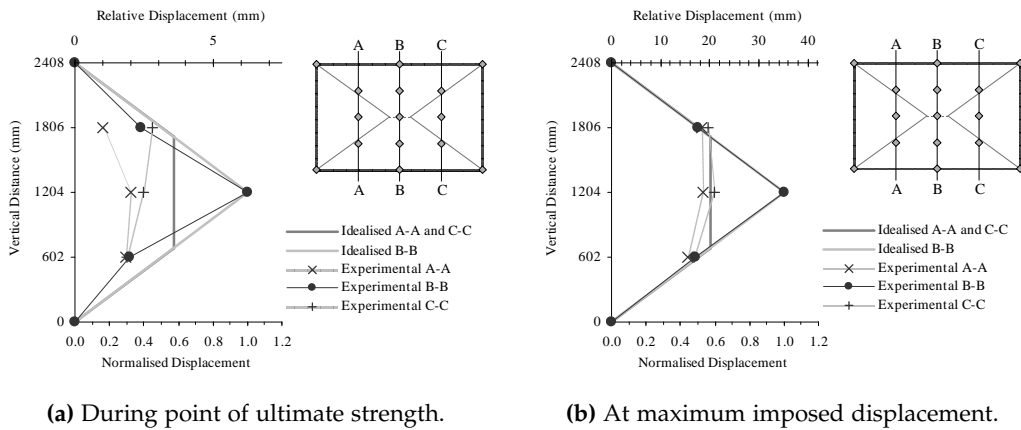 Relative Displacement (mm)
0 5
Vertical Distance (mm)
2408
1806
1204
602
0
0.0 0.2 0.4 0.6 0.8 1.0 1.2
Normalised Displacement
A B C
A B C
Idealised A-A and C-C
Idealised B-B
Experimental A-A
Experimental B-B
Experimental C-C
(a) During point of ultimate strength.
Relative Displacement (mm)
0 10 20 30 40
Vertical Distance (mm)
2408
1806
1204
602
0
0.0 0.2 0.4 0.6 0.8 1.0 1.2
Normalised Displacement
A B C
A B C
Idealised A-A and C-C
Idealised B-B
Experimental A-A
Experimental B-B
Experimental C-C
(b) At maximum imposed displacement.